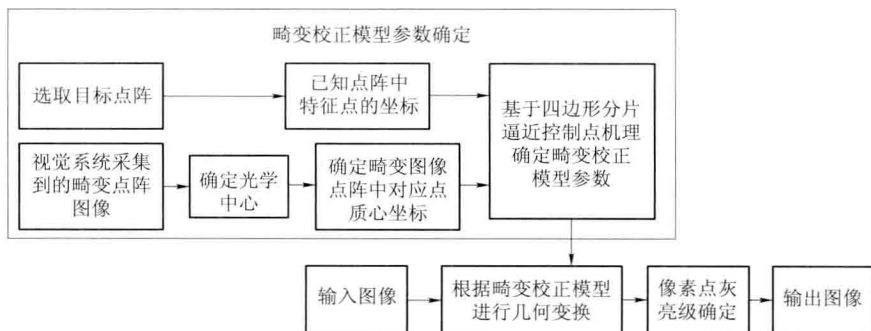 畸变校正模型参数确定
选取目标点阵
已知点阵中
特征点的坐标
基于四边形分片
逼近控制点机理
确定畸变校正
模型参数
视觉系统采集
到的畸变点阵
图像
确定光学
中心
确定畸变图像
点阵中对应点
质心坐标
输入图像
根据畸变校正模型
进行几何变换
像素点灰
亮级确定
输出图像